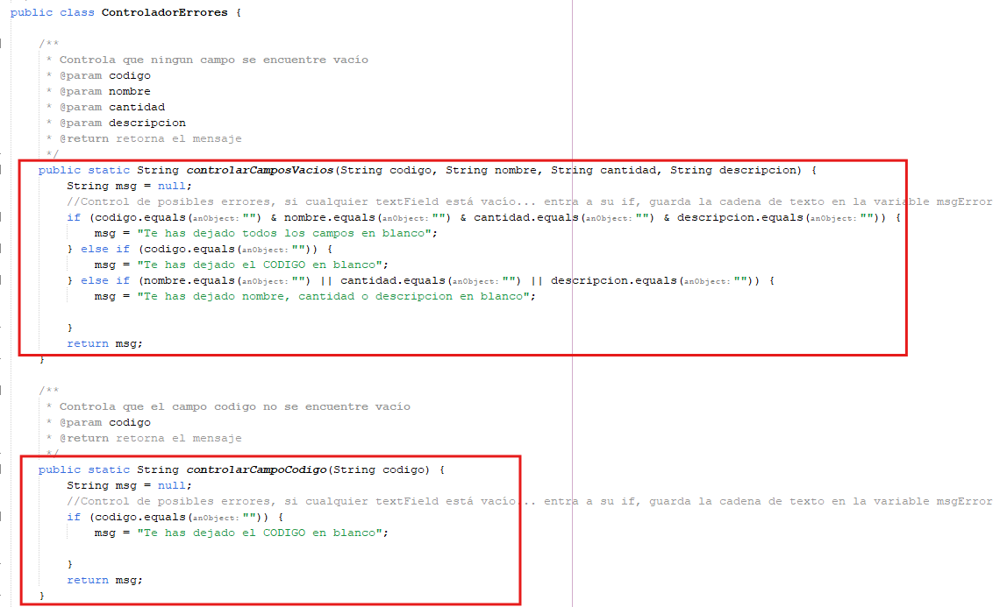 public class ControladorErrores {
/**
* Controla que ningun campo se encuentre vacío
* @param codigo
* @param nombre
* @param cantidad
* @param descripcion
* @return retorna el mensaje
*/
public static String controlarCamposVacios(String codigo, String nombre, String cantidad, String descripcion) {
String msg = null;
//Control de posibles errores, si cualquier textField está vacío... entra a su if, guarda la cadena de texto en la variable msgError
if (codigo.equals(anObject: "") & nombre.equals(anObject: "") & cantidad.equals(anObject: "") & descripcion.equals(anObject: "")) {
msg = "Te has dejado todos los campos en blanco";
} else if (codigo.equals(anObject: "")) {
msg = "Te has dejado el CODIGO en blanco";
} else if (nombre.equals(anObject: "") || cantidad.equals(anObject: "") || descripcion.equals(anObject: "")) {
msg = "Te has dejado nombre, cantidad o descripcion en blanco";
}
return msg;
}
/**
* Controla que el campo codigo no se encuentre vacío
* @param codigo
* @return retorna el mensaje
*/
public static String controlarCampoCodigo(String codigo) {
String msg = null;
//Control de posibles errores, si cualquier textField está vacío... entra a su if, guarda la cadena de texto en la variable msgError
if (codigo.equals(anObject: "")) {
msg = "Te has dejado el CODIGO en blanco";
}
return msg;
}